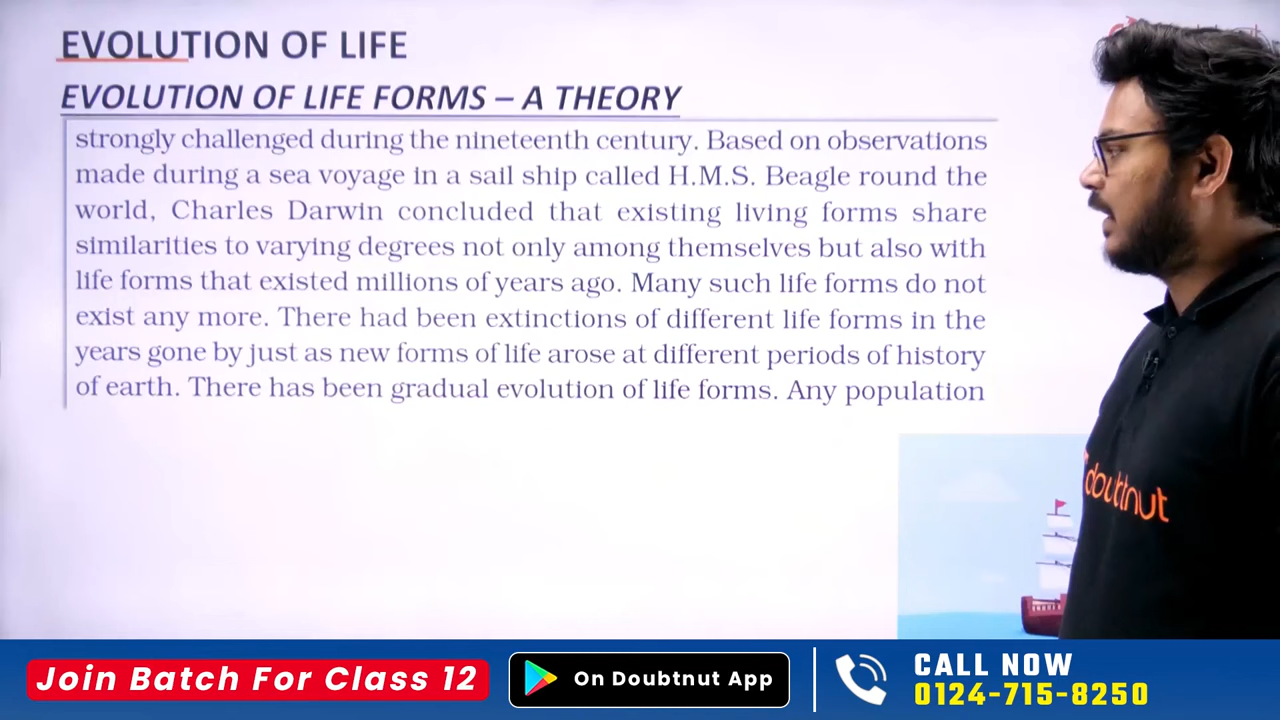 EVOLUTION OF LIFE
EVOLUTION OF LIFE FORMS – A THEORY
strongly challenged during the nineteenth century. Based on observations
made during a sea voyage in a sail ship called H.M.S. Beagle round the
world, Charles Darwin concluded that existing living forms share
similarities to varying degrees not only among themselves but also with
life forms that existed millions of years ago. Many such life forms do not
exist any more. There had been extinctions of different life forms in the
years gone by just as new forms of life arose at different periods of history
of earth. There has been gradual evolution of life forms. Any population
doubtnut
Join Batch For Class 12
On Doubtnut App
CALL NOW
0124-715-8250